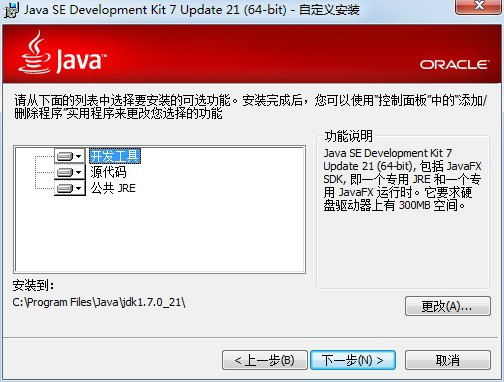 Java SE Development Kit 7 Update 21 (64-bit) - 自定义安装
Java™
ORACLE
请从下面的列表中选择要安装的可选功能。安装完成后，您可以使用“控制面板”中的“添加/
删除程序”实用程序来更改您选择的功能
开发工具
源代码
公共 JRE
功能说明
Java SE Development Kit 7
Update 21 (64-bit), 包括 JavaFX
SDK, 即一个专用 JRE 和一个专
用 JavaFX 运行时。它要求硬
盘驱动器上有 300MB 空间。
安装到：
C:\Program Files\Java\jdk1.7.0_21\
更改(A)...
< 上一步(B)
下一步(N) >
取消